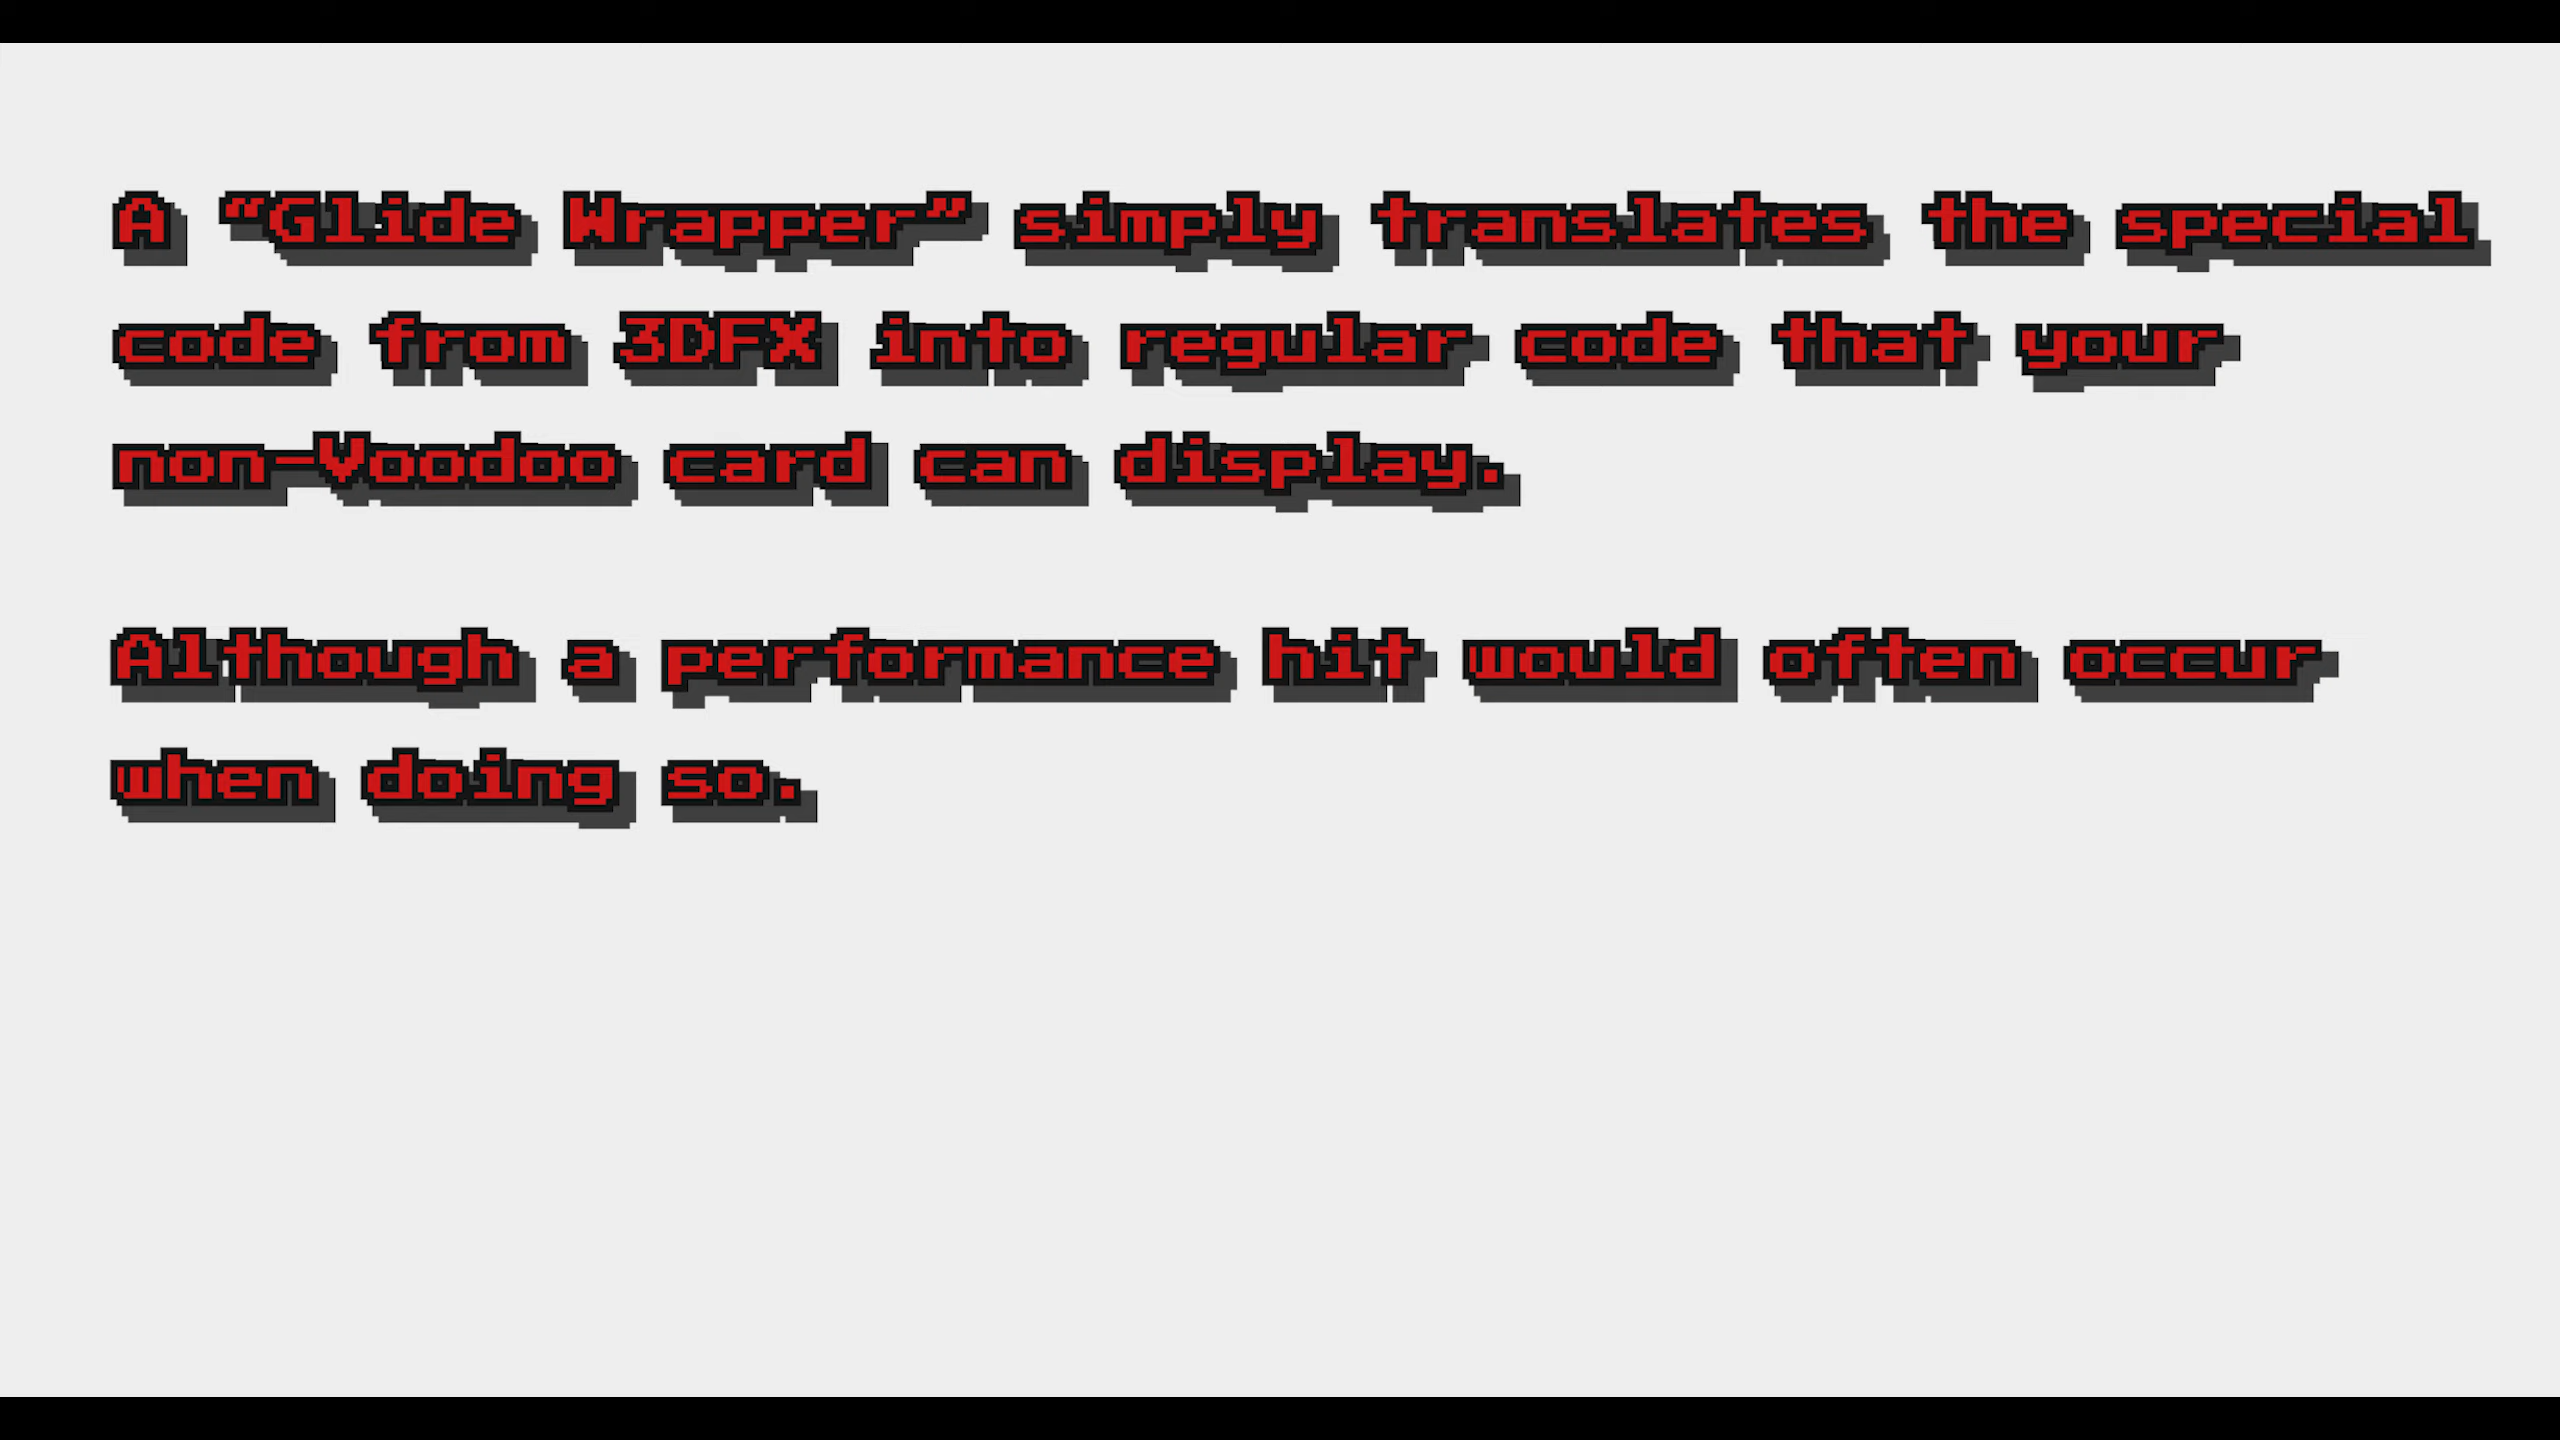 A “Glide Wrapper” simply translates the special
code from 3DFX into regular code that your
non-Voodoo card can display.
Although a performance hit would often occur
when doing so.